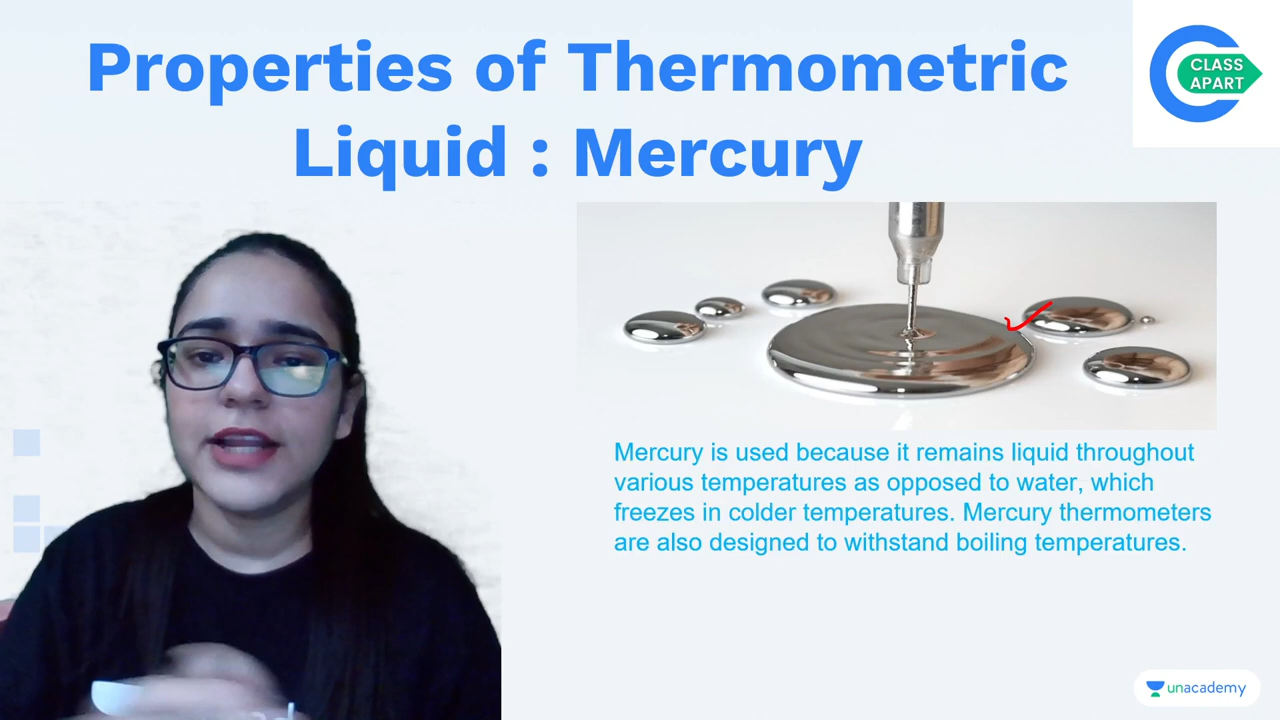 Properties of Thermometric
Liquid : Mercury
CLASS
APART
Mercury is used because it remains liquid throughout
various temperatures as opposed to water, which
freezes in colder temperatures. Mercury thermometers
are also designed to withstand boiling temperatures.
unacademy